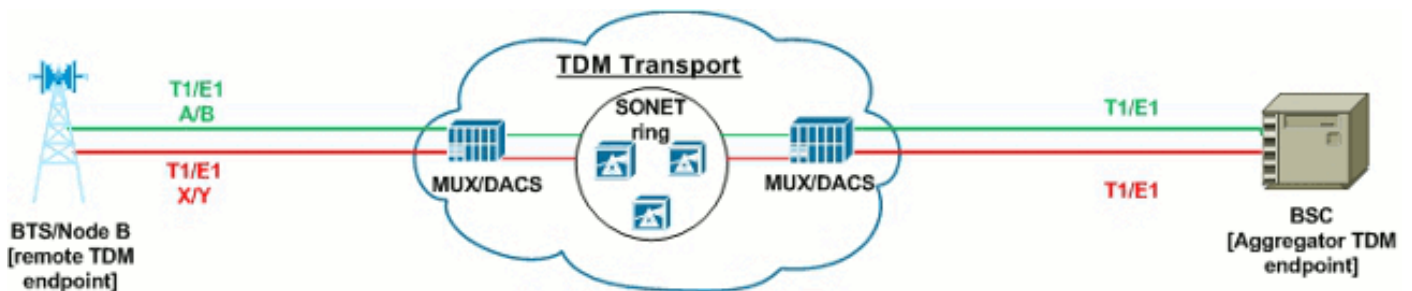 TDM Transport
T1/E1
A/B
SONET
ring
T1/E1
T1/E1
X/Y
MUX/DACS
MUX/DACS
T1/E1
BTS/Node B
[remote TDM
endpoint]
BSC
[Aggregator TDM
endpoint]